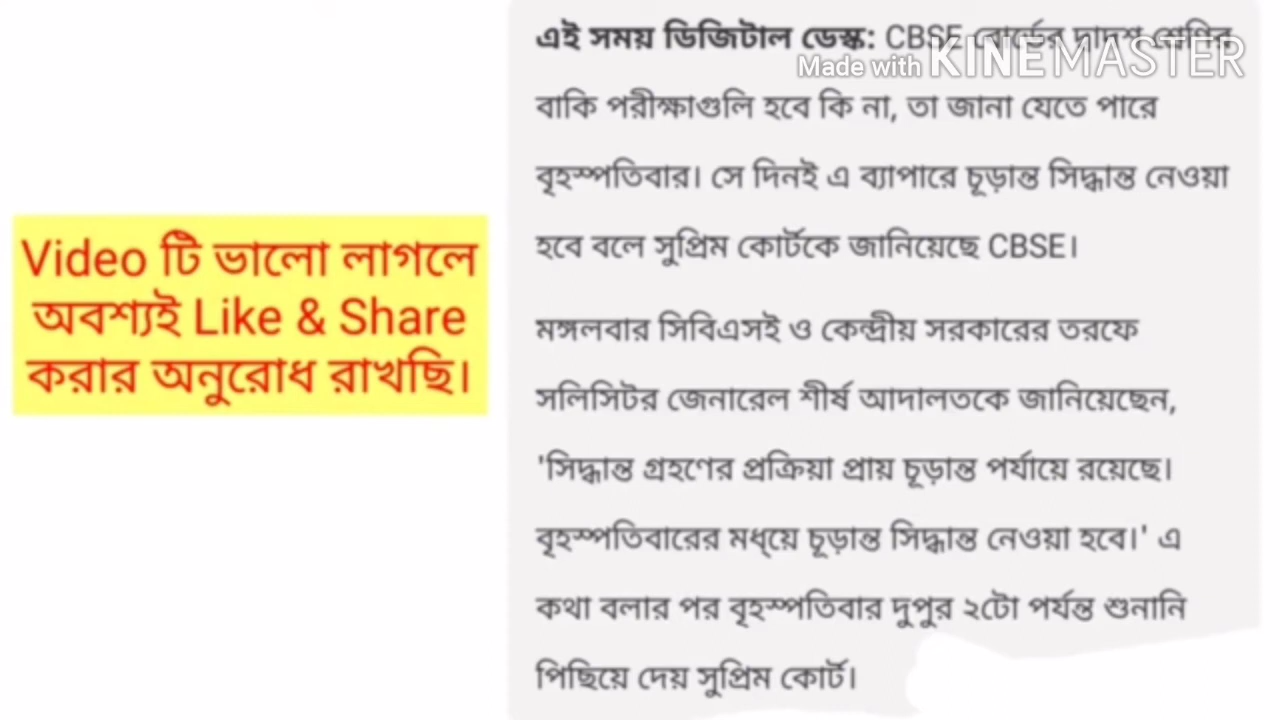 Video টি ভালো লাগলে
অবশ্যই Like & Share
করার অনুরোধ রাখছি।
এই সময় ডিজিটাল ডেস্ক: CBSE বোর্ডের দ্বাদশ শ্রেণির
Made with KINEMASTER
বাকি পরীক্ষাগুলি হবে কি না, তা জানা যেতে পারে
বৃহস্পতিবার। সে দিনই এ ব্যাপারে চূড়ান্ত সিদ্ধান্ত নেওয়া
হবে বলে সুপ্রিম কোর্টকে জানিয়েছে CBSE।
মঙ্গলবার সিবিএসই ও কেন্দ্রীয় সরকারের তরফে
সলিসিটর জেনারেল শীর্ষ আদালতকে জানিয়েছেন,
'সিদ্ধান্ত গ্রহণের প্রক্রিয়া প্রায় চূড়ান্ত পর্যায়ে রয়েছে।
বৃহস্পতিবারের মধ্য়ে চূড়ান্ত সিদ্ধান্ত নেওয়া হবে।' এ
কথা বলার পর বৃহস্পতিবার দুপুর ২টো পর্যন্ত শুনানি
পিছিয়ে দেয় সুপ্রিম কোর্ট।